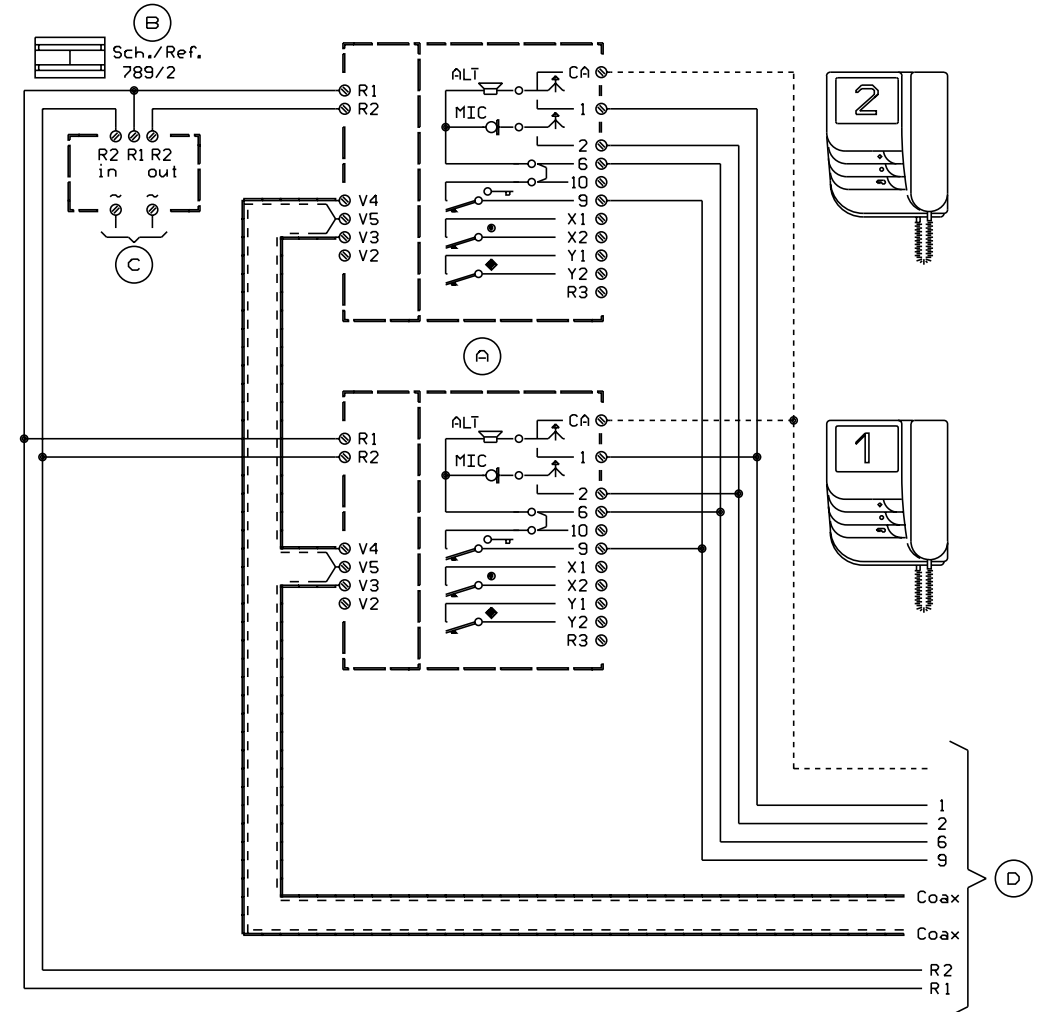 B
Sch./Ref.
789/2
R2 R1 R2
in out
~ ~
C
R1
R2
V4
V5
V3
V2
ALT
MIC
CA
1
2
6
10
9
X1
X2
Y1
Y2
R3
2
A
R1
R2
V4
V5
V3
V2
ALT
MIC
CA
1
2
6
10
9
X1
X2
Y1
Y2
R3
1
1
2
6
9
Coax
Coax
R2
R1
D